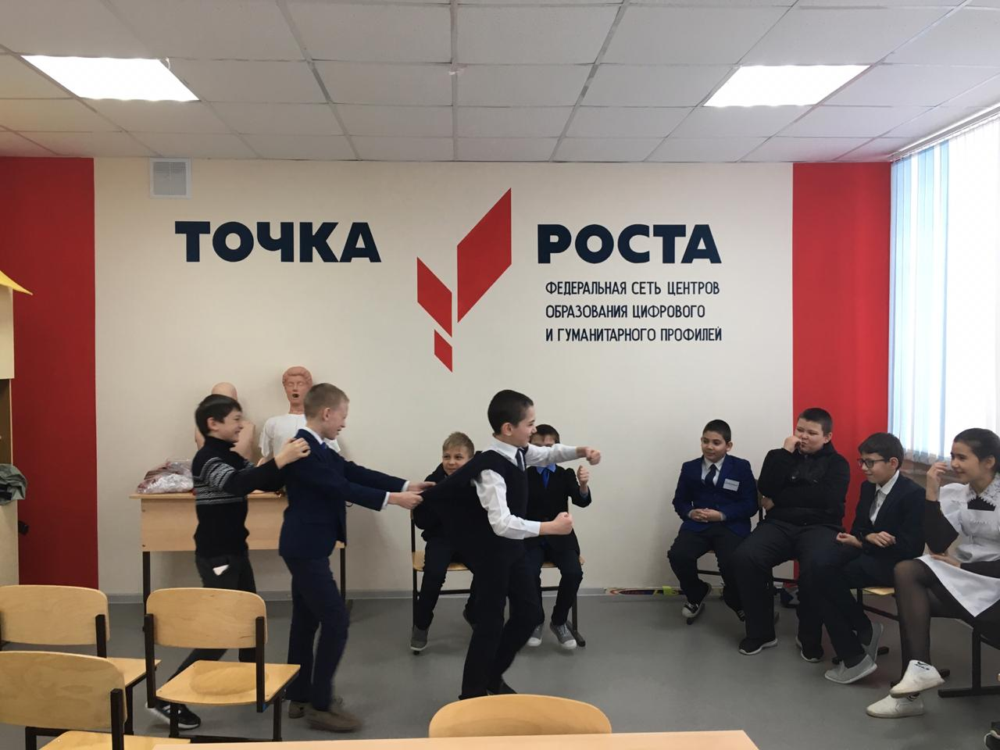 ТОЧКА РОСТА
ФЕДЕРАЛЬНАЯ СЕТЬ ЦЕНТРОВ
ОБРАЗОВАНИЯ ЦИФРОВОГО
И ГУМАНИТАРНОГО ПРОФИЛЕЙ